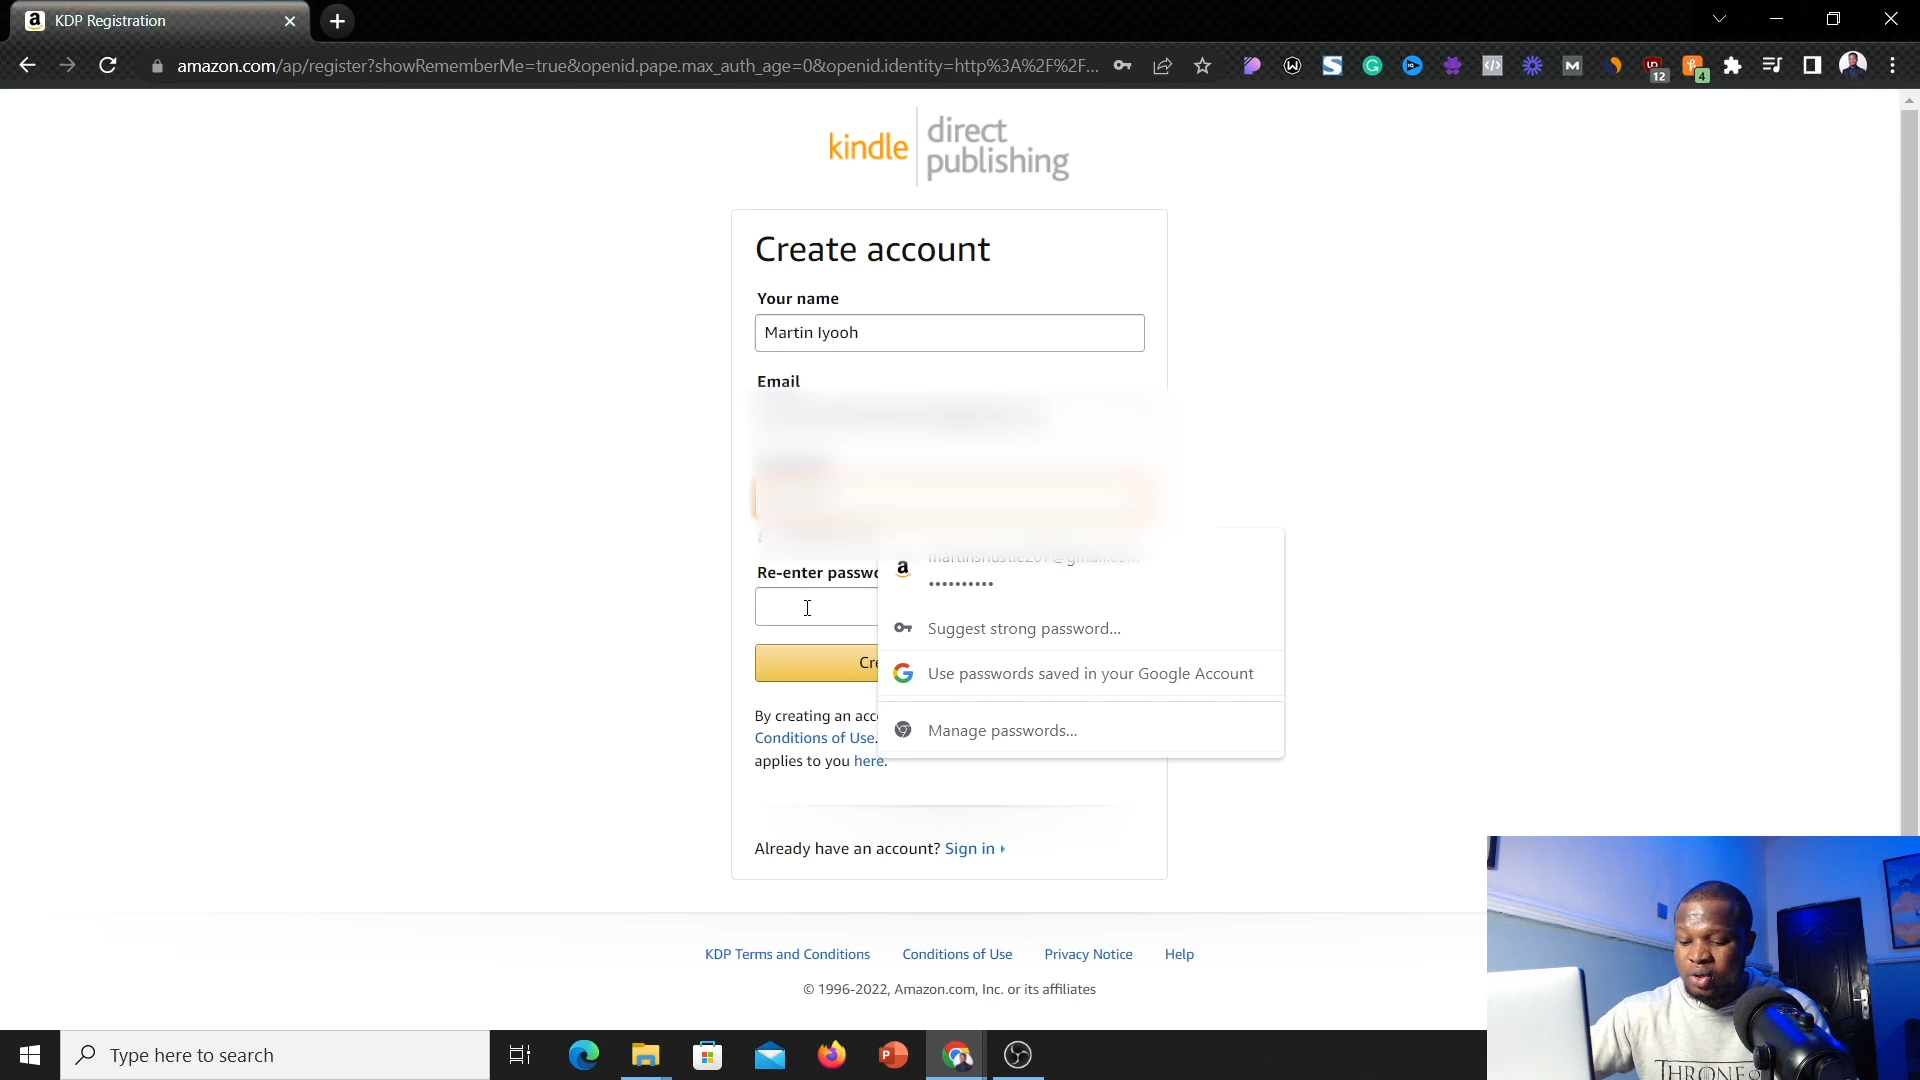 KDP Registration
amazon.com/ap/register?showRememberMe=true&openid.pape.max_auth_age=0&openid.identity=http%3A%2F%2F...
12
4
kindle direct publishing
Create account
Your name
Martin Iyooh
Email
Re-enter
••••••••••
Suggest strong password...
Use passwords saved in your Google Account
Manage passwords...
By creating an
Conditions of Use.
applies to you here.
Already have an account? Sign in
KDP Terms and Conditions Conditions of Use Privacy Notice Help
© 1996-2022, Amazon.com, Inc. or its affiliates
Type here to search